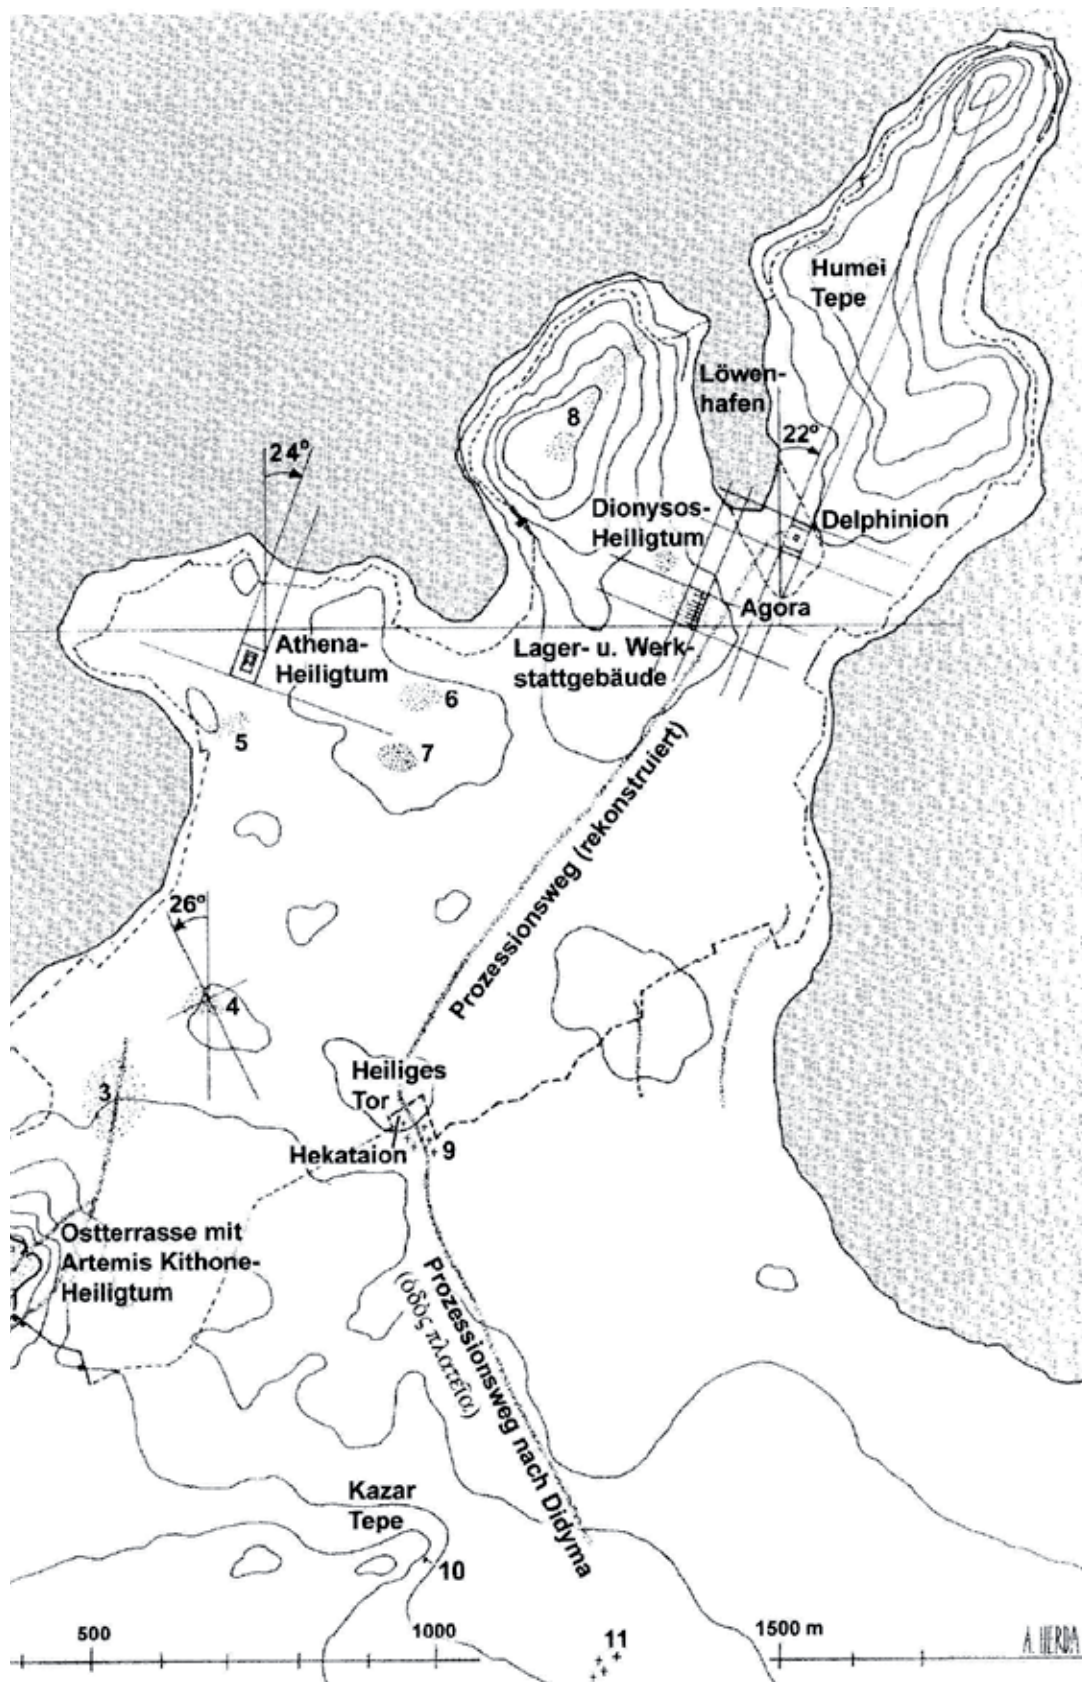 Humei
Tepe
Löwen-
hafen
8
22°
24°
Dionysos-
Heiligtum
Delphinion
Agora
Athena-
Heiligtum
Lager- u. Werk-
stattgebäude
6
5
7
Prozessionsweg (rekonstruiert)
26°
4
3
Heiliges
Tor
Hekataion
9
Ostterrasse mit
Artemis Kithone-
Heiligtum
Prozessionsweg nach Didyma
(ὁδὸς πλατεῖα)
Kazar
Tepe
10
500
1000
1500 m
11
A. HERDA